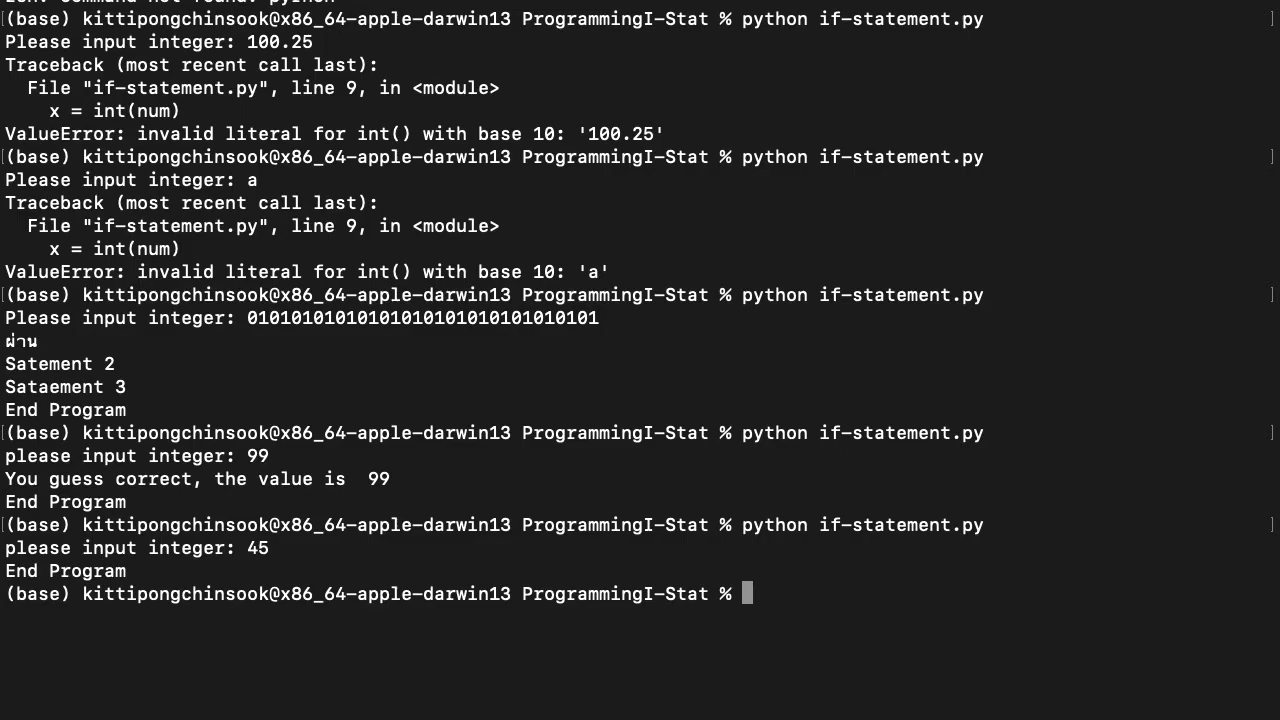 zsh: command not found: pyzhon
[(base) kittipongchinsook@x86_64-apple-darwin13 ProgrammingI-Stat % python if-statement.py ]
Please input integer: 100.25
Traceback (most recent call last):
  File "if-statement.py", line 9, in <module>
    x = int(num)
ValueError: invalid literal for int() with base 10: '100.25'
[(base) kittipongchinsook@x86_64-apple-darwin13 ProgrammingI-Stat % python if-statement.py ]
Please input integer: a
Traceback (most recent call last):
  File "if-statement.py", line 9, in <module>
    x = int(num)
ValueError: invalid literal for int() with base 10: 'a'
[(base) kittipongchinsook@x86_64-apple-darwin13 ProgrammingI-Stat % python if-statement.py ]
Please input integer: 01010101010101010101010101010101
ผ่าน
Satement 2
Sataement 3
End Program
[(base) kittipongchinsook@x86_64-apple-darwin13 ProgrammingI-Stat % python if-statement.py ]
please input integer: 99
You guess correct, the value is  99
End Program
[(base) kittipongchinsook@x86_64-apple-darwin13 ProgrammingI-Stat % python if-statement.py ]
please input integer: 45
End Program
(base) kittipongchinsook@x86_64-apple-darwin13 ProgrammingI-Stat %